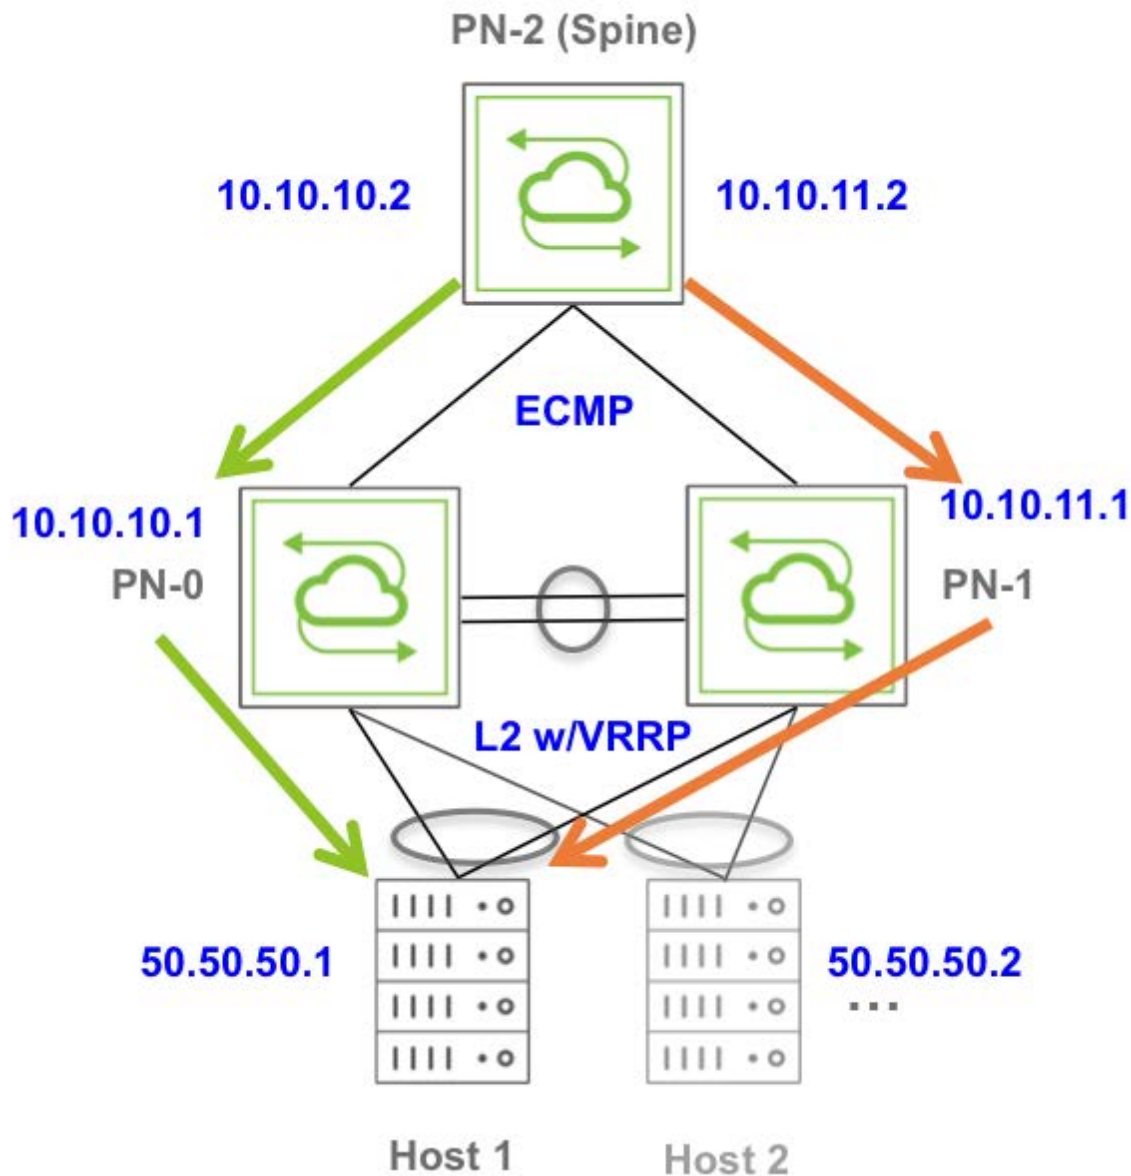 PN-2 (Spine)
10.10.10.2
10.10.11.2
ECMP
10.10.10.1
10.10.11.1
PN-0
PN-1
L2 w/VRRP
50.50.50.1
50.50.50.2
...
Host 1
Host 2